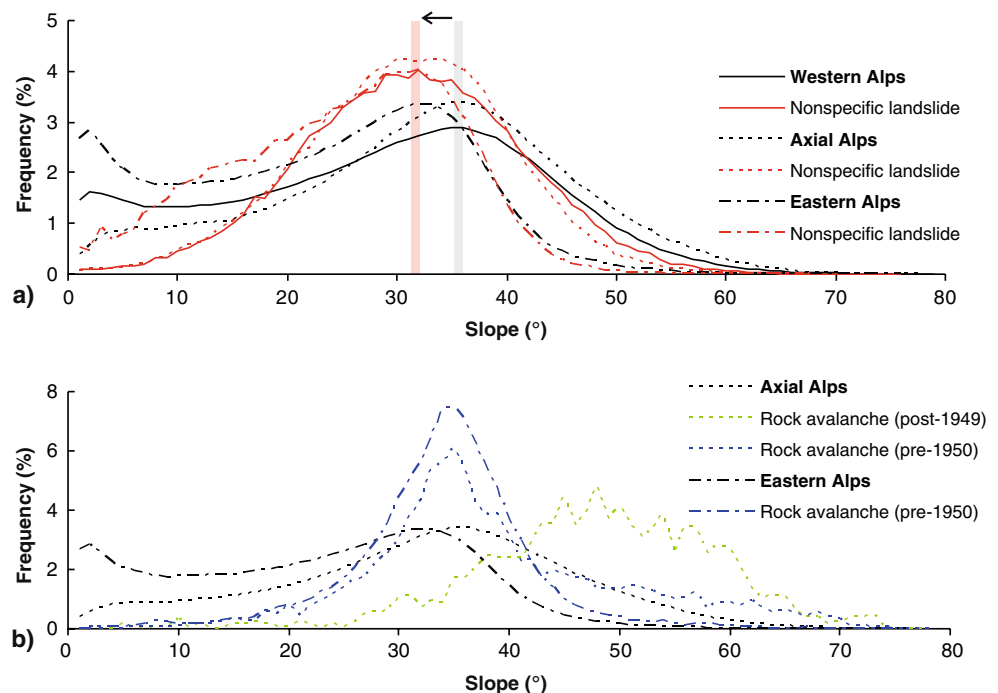 5
4
3
2
1
0
Frequency (%)
Western Alps
Nonspecific landslide
Axial Alps
Nonspecific landslide
Eastern Alps
Nonspecific landslide
0 10 20 30 40 50 60 70 80
a)
Slope (°)
8
6
4
2
0
Frequency (%)
Axial Alps
Rock avalanche (post-1949)
Rock avalanche (pre-1950)
Eastern Alps
Rock avalanche (pre-1950)
0 10 20 30 40 50 60 70 80
b)
Slope (°)